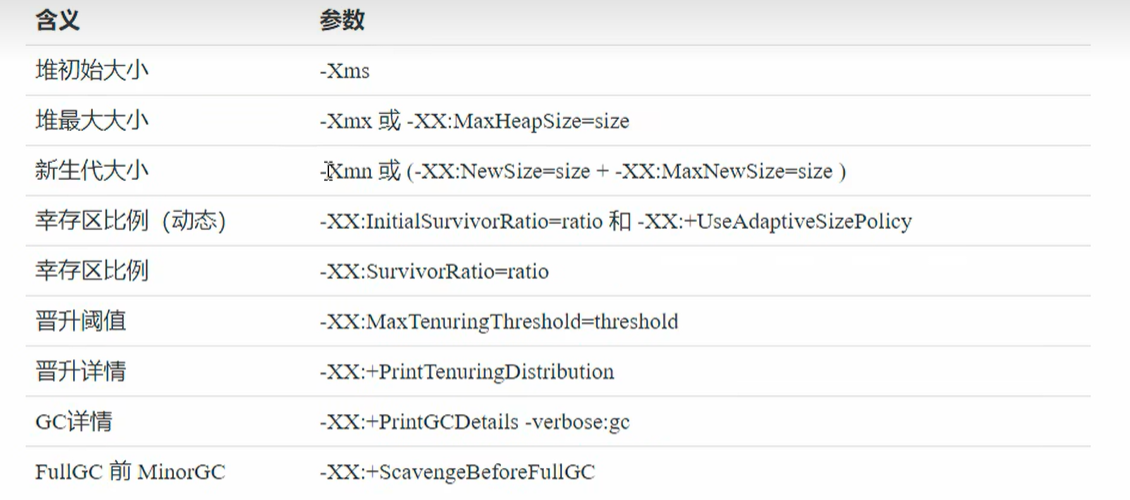 含义 参数
堆初始大小 -Xms
堆最大大小 -Xmx 或 -XX:MaxHeapSize=size
新生代大小 -Xmn 或 (-XX:NewSize=size + -XX:MaxNewSize=size )
幸存区比例（动态） -XX:InitialSurvivorRatio=ratio 和 -XX:+UseAdaptiveSizePolicy
幸存区比例 -XX:SurvivorRatio=ratio
晋升阈值 -XX:MaxTenuringThreshold=threshold
晋升详情 -XX:+PrintTenuringDistribution
GC详情 -XX:+PrintGCDetails -verbose:gc
FullGC 前 MinorGC -XX:+ScavengeBeforeFullGC